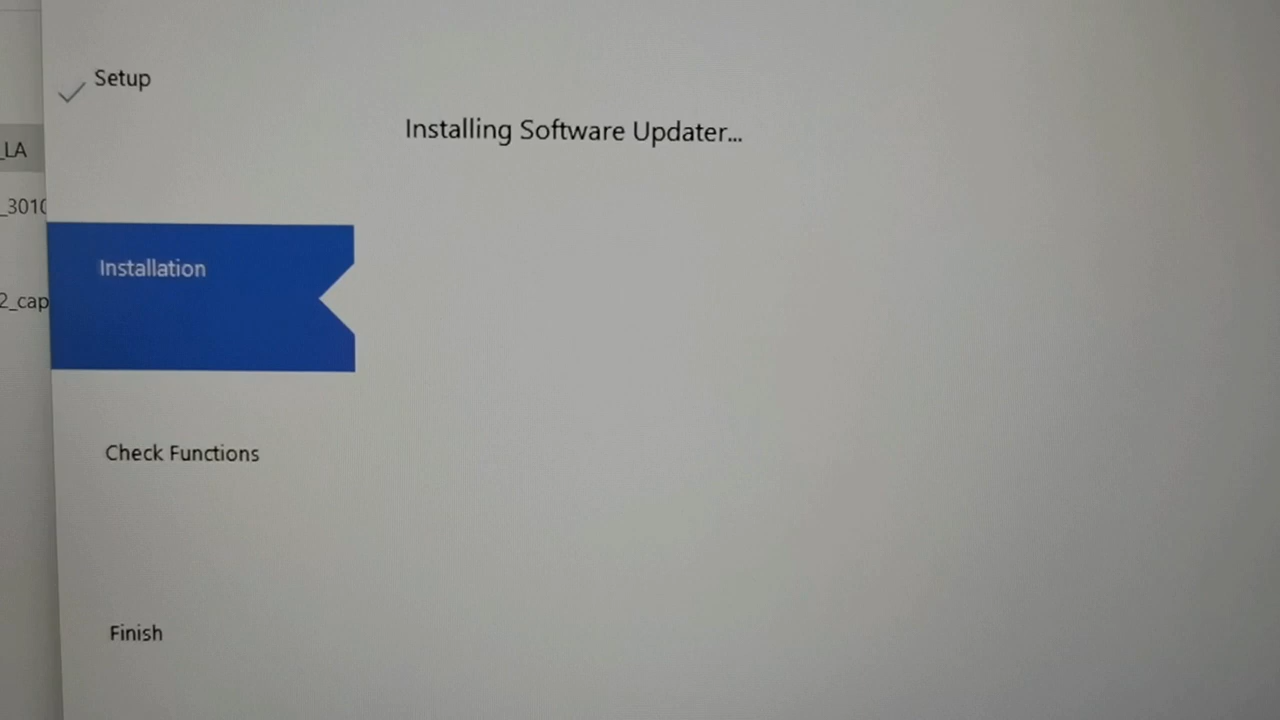 Setup
Installing Software Updater...
_LA
_301
Installation
2_cap
Check Functions
Finish